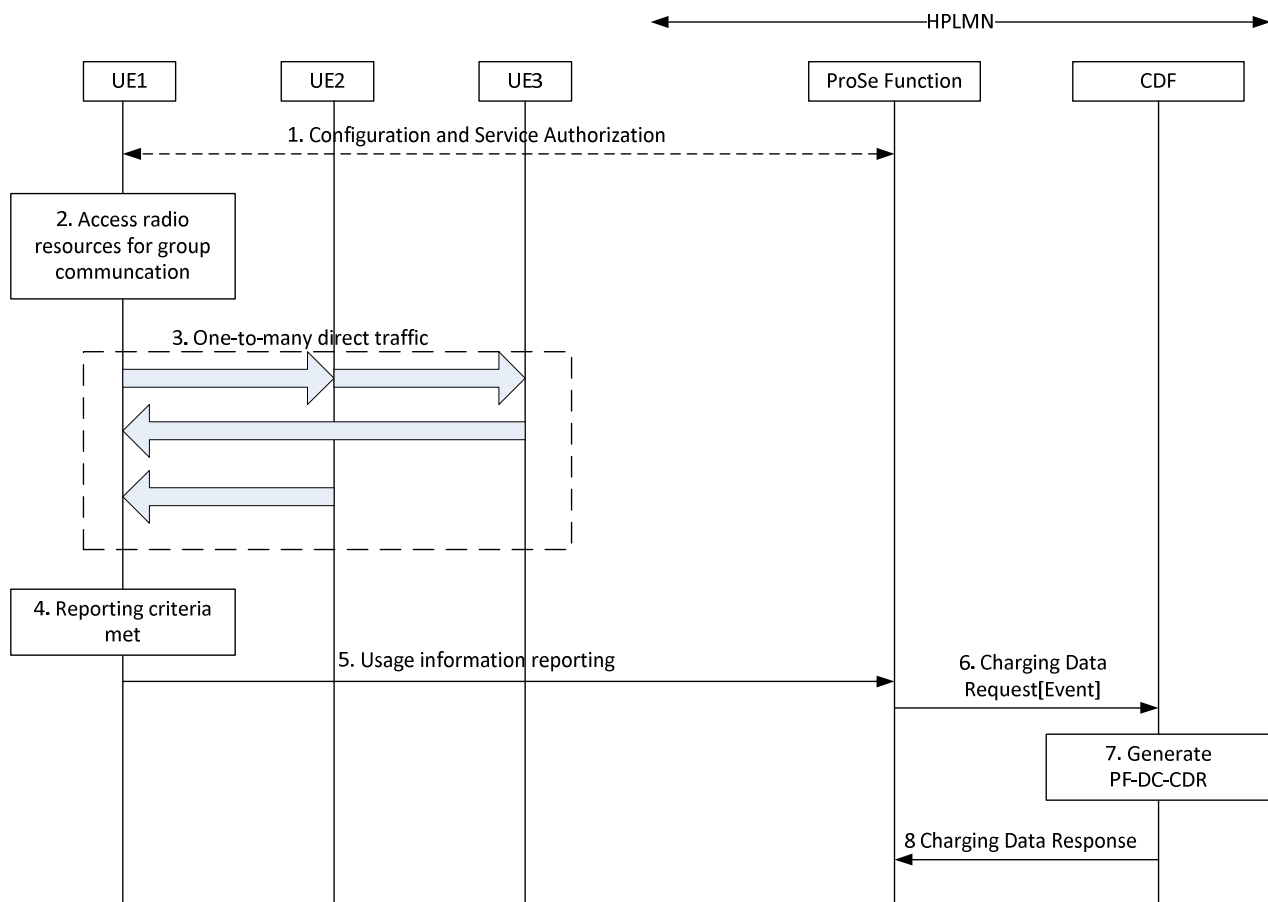 HPLMN
UE1
UE2
UE3
ProSe Function
CDF
1. Configuration and Service Authorization
2. Access radio
resources for group
communcation
3. One-to-many direct traffic
4. Reporting criteria
met
5. Usage information reporting
6. Charging Data
Request[Event]
7. Generate
PF-DC-CDR
8 Charging Data Response